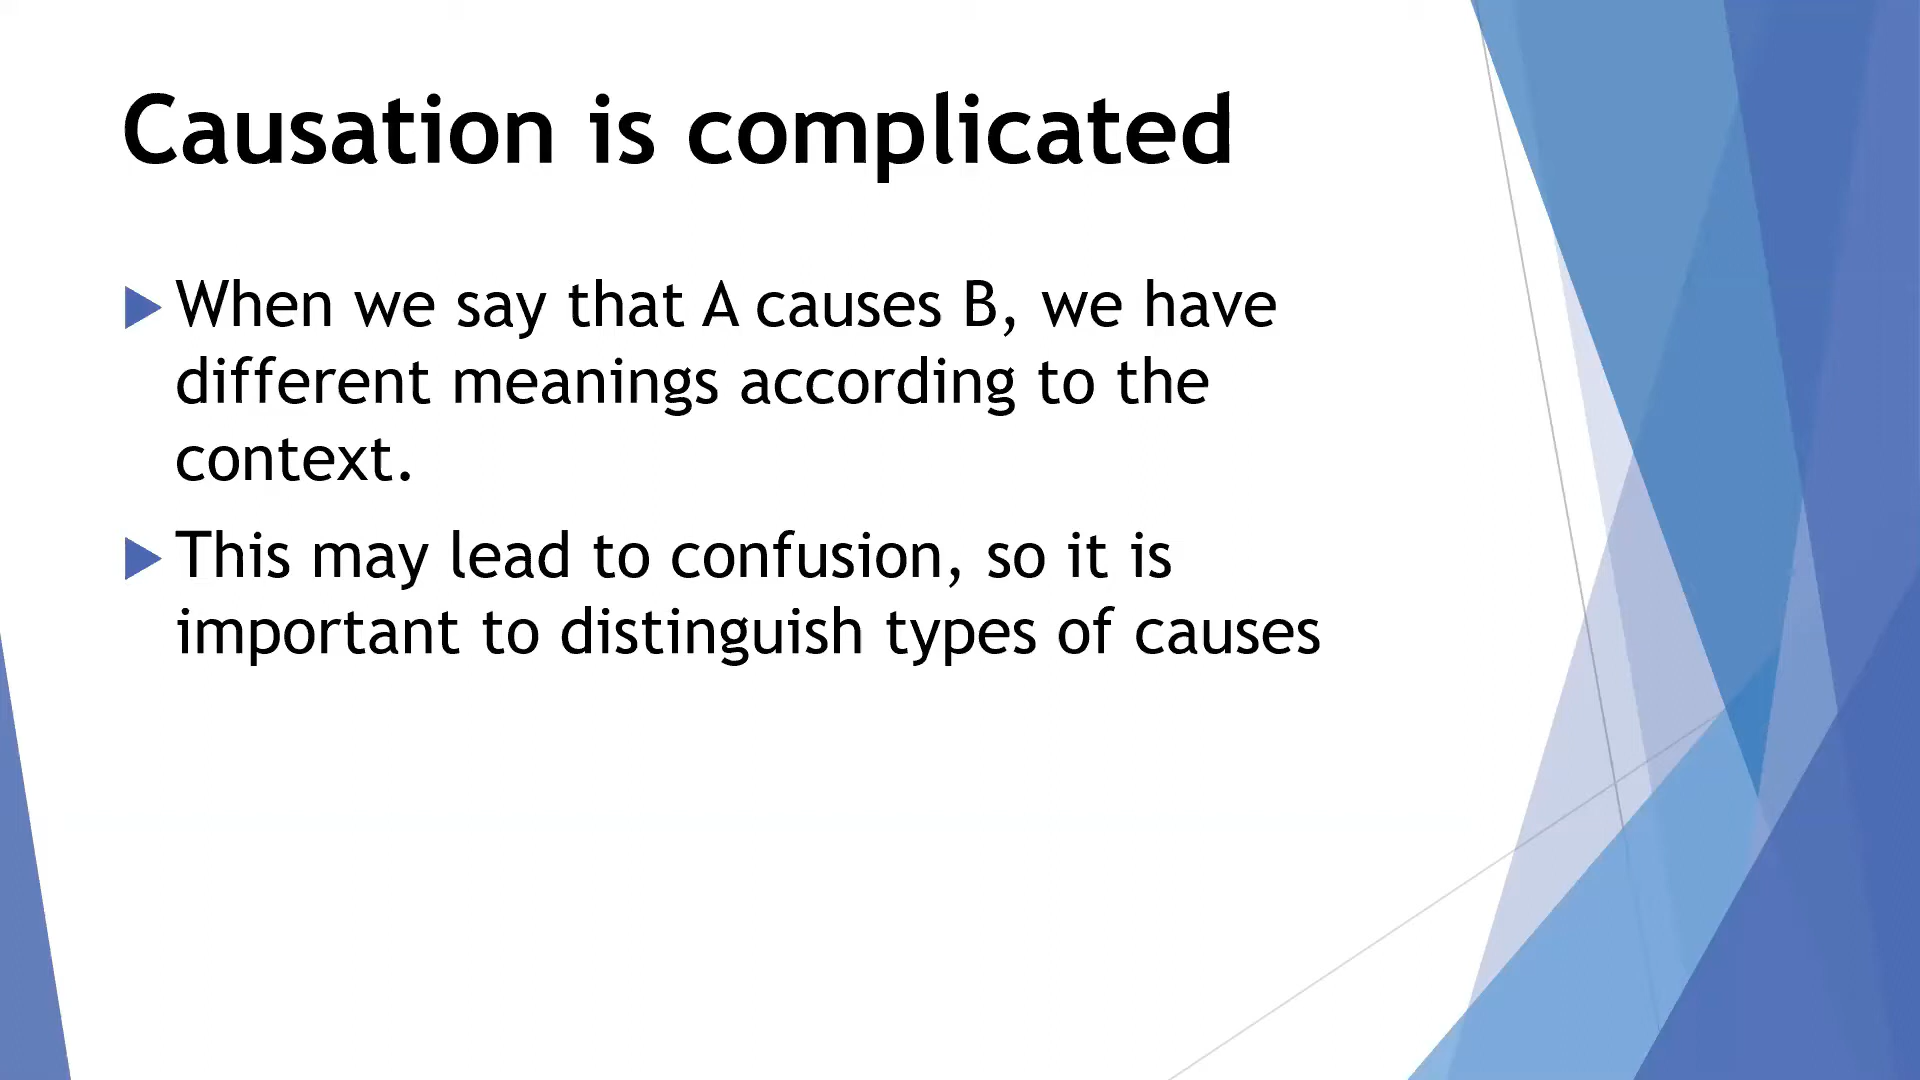 Causation is complicated
When we say that A causes B, we have
different meanings according to the
context.
This may lead to confusion, so it is
important to distinguish types of causes